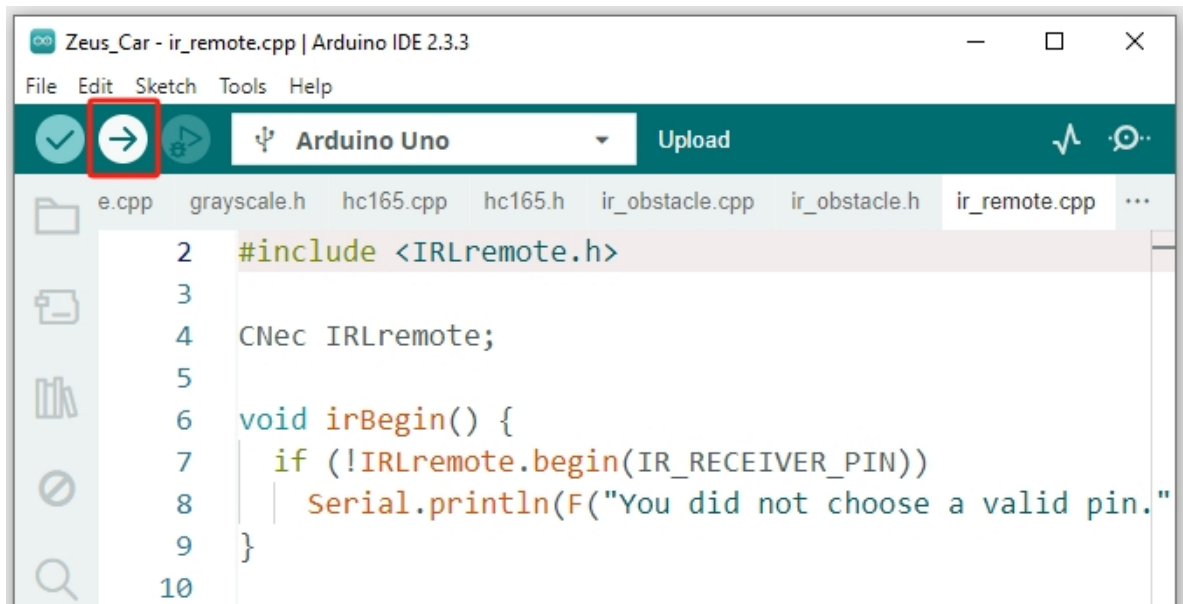 Zeus_Car - ir_remote.cpp | Arduino IDE 2.3.3
File Edit Sketch Tools Help
Arduino Uno Upload
e.cpp grayscale.h hc165.cpp hc165.h ir_obstacle.cpp ir_obstacle.h ir_remote.cpp ...
2 #include <IRLremote.h>
3
4 CNec IRLremote;
5
6 void irBegin() {
7 if (!IRLremote.begin(IR_RECEIVER_PIN))
8 Serial.println(F("You did not choose a valid pin."
9 }
10